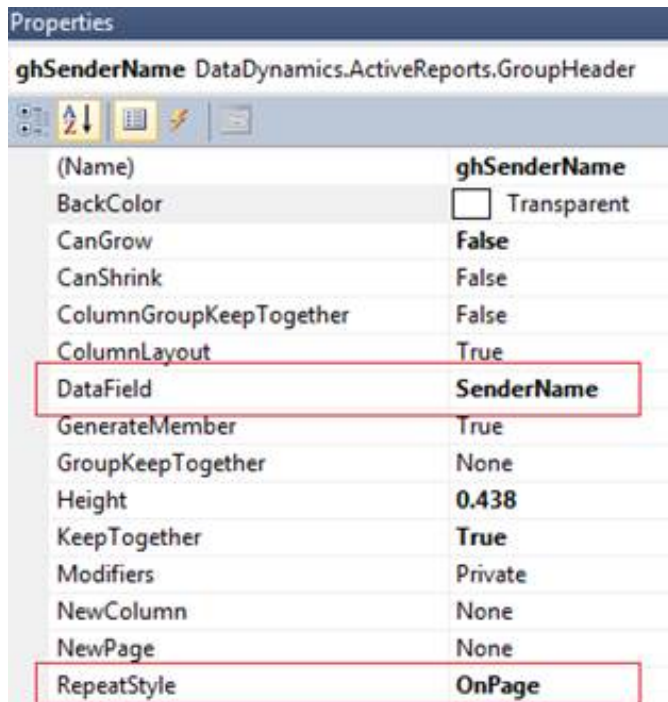 Properties
ghSenderName DataDynamics.ActiveReports.GroupHeader
(Name) ghSenderName
BackColor Transparent
CanGrow False
CanShrink False
ColumnGroupKeepTogether False
ColumnLayout True
DataField SenderName
GenerateMember True
GroupKeepTogether None
Height 0.438
KeepTogether True
Modifiers Private
NewColumn None
NewPage None
RepeatStyle OnPage